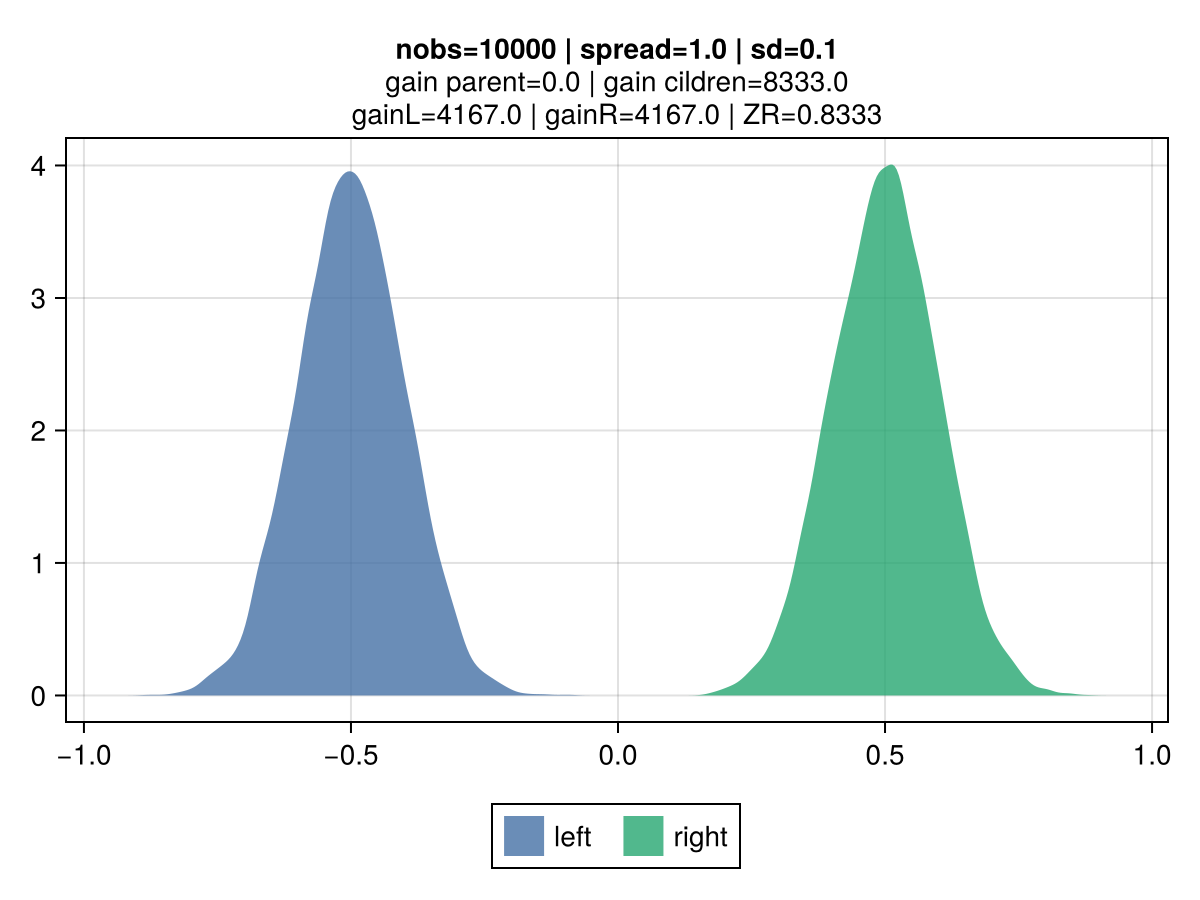 nobs=10000 | spread=1.0 | sd=0.1
gain parent=0.0 | gain cildren=8333.0
gainL=4167.0 | gainR=4167.0 | ZR=0.8333
4
3
2
1
0
−1.0 −0.5 0.0 0.5 1.0
left right